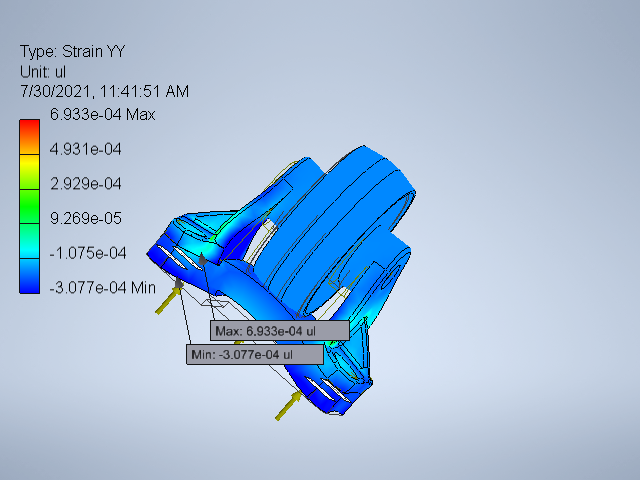 Type: Strain YY
Unit: ul
7/30/2021, 11:41:51 AM
6.933e-04 Max
4.931e-04
2.929e-04
9.269e-05
-1.075e-04
-3.077e-04 Min
Max: 6.933e-04 ul
Min: -3.077e-04 ul